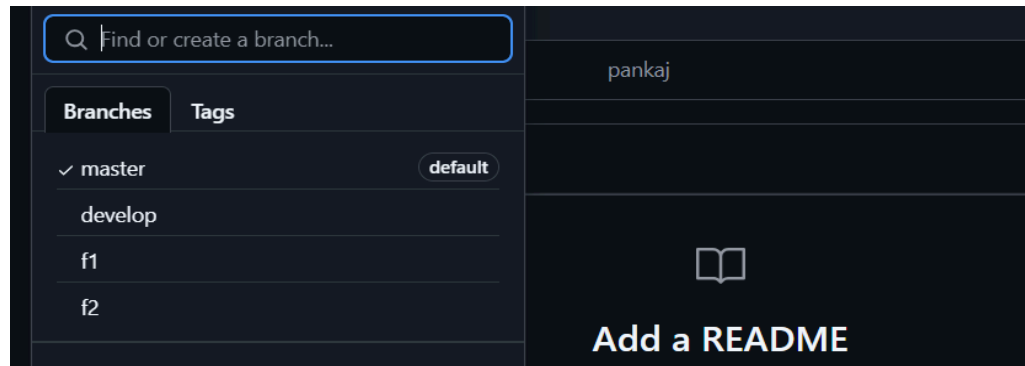 Find or create a branch...
pankaj
Branches Tags
master default
develop
f1
f2
Add a README